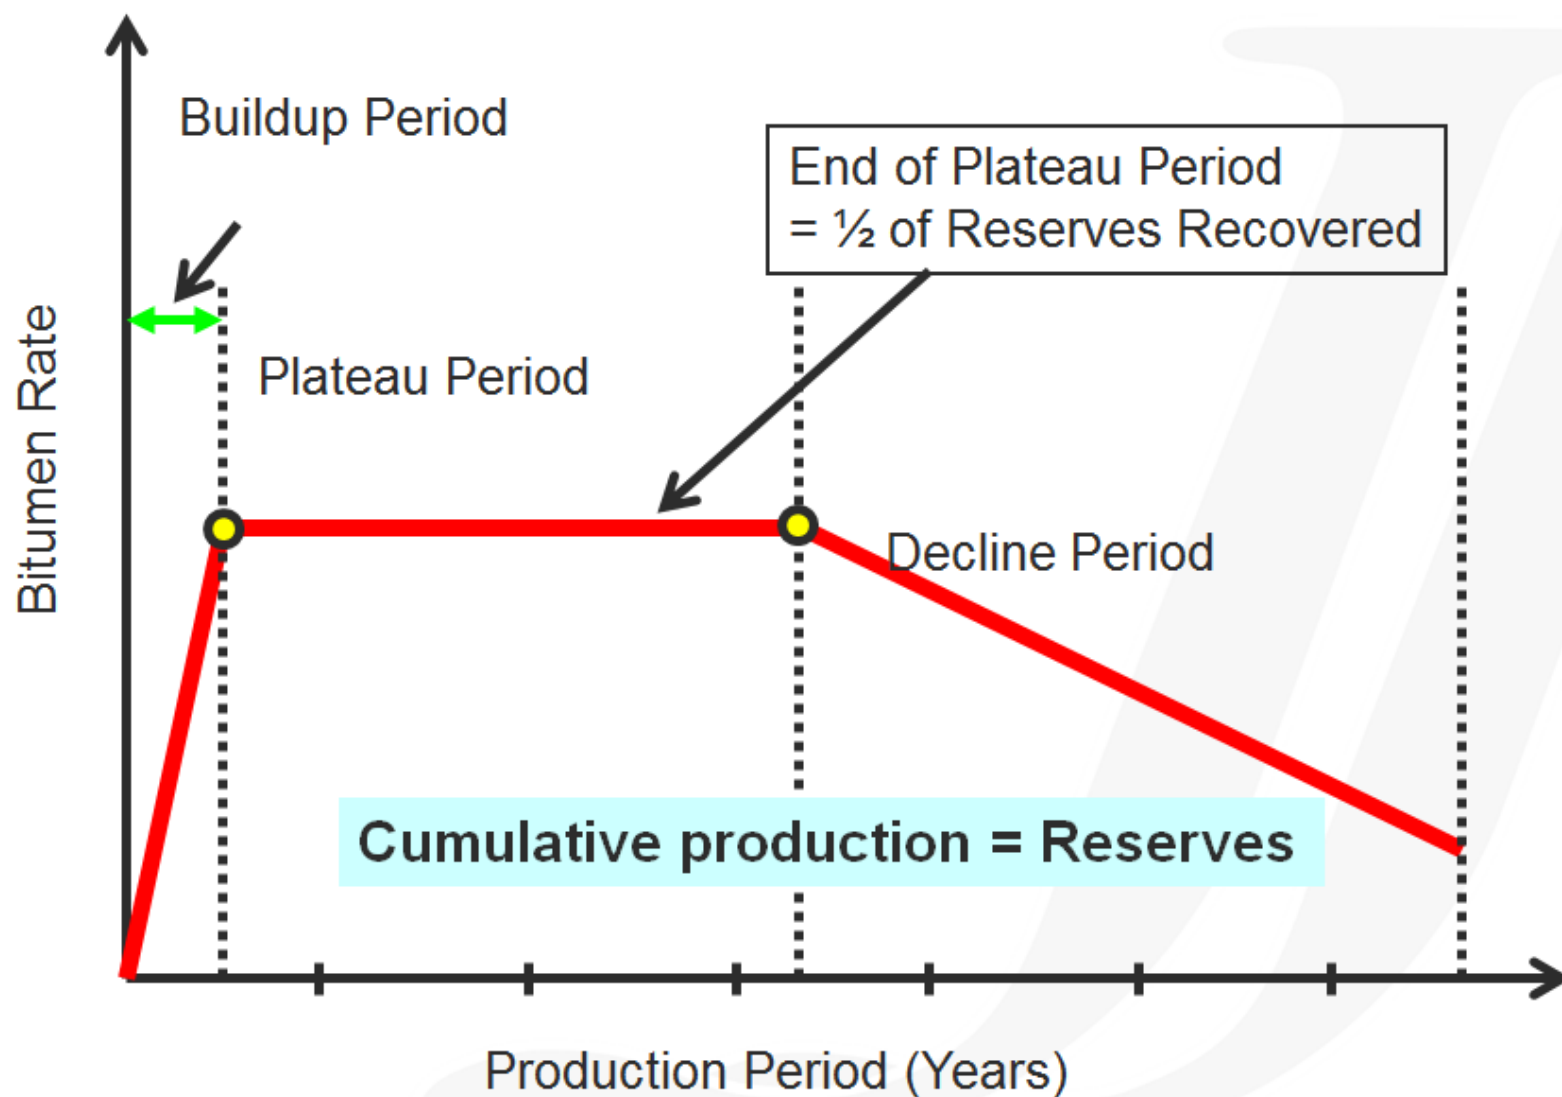 Buildup Period
End of Plateau Period
= ½ of Reserves Recovered
Plateau Period
Bitumen Rate
Decline Period
Cumulative production = Reserves
Production Period (Years)